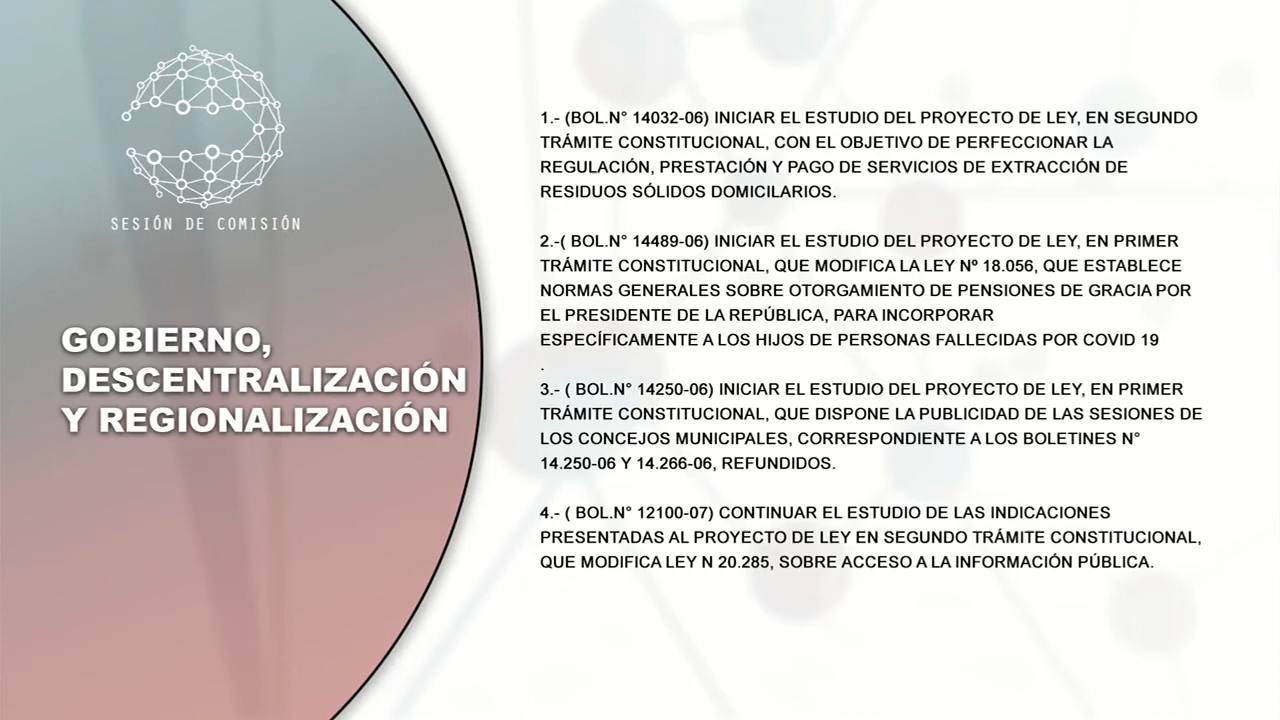 SESIÓN DE COMISIÓN
GOBIERNO,
DESCENTRALIZACIÓN
Y REGIONALIZACIÓN
1.- (BOL.N° 14032-06) INICIAR EL ESTUDIO DEL PROYECTO DE LEY, EN SEGUNDO
TRÁMITE CONSTITUCIONAL, CON EL OBJETIVO DE PERFECCIONAR LA
REGULACIÓN, PRESTACIÓN Y PAGO DE SERVICIOS DE EXTRACCIÓN DE
RESIDUOS SÓLIDOS DOMICILARIOS.
2.-( BOL.N° 14489-06) INICIAR EL ESTUDIO DEL PROYECTO DE LEY, EN PRIMER
TRÁMITE CONSTITUCIONAL, QUE MODIFICA LA LEY Nº 18.056, QUE ESTABLECE
NORMAS GENERALES SOBRE OTORGAMIENTO DE PENSIONES DE GRACIA POR
EL PRESIDENTE DE LA REPÚBLICA, PARA INCORPORAR
ESPECÍFICAMENTE A LOS HIJOS DE PERSONAS FALLECIDAS POR COVID 19
.
3.- ( BOL.N° 14250-06) INICIAR EL ESTUDIO DEL PROYECTO DE LEY, EN PRIMER
TRÁMITE CONSTITUCIONAL, QUE DISPONE LA PUBLICIDAD DE LAS SESIONES DE
LOS CONCEJOS MUNICIPALES, CORRESPONDIENTE A LOS BOLETINES N°
14.250-06 Y 14.266-06, REFUNDIDOS.
4.- ( BOL.N° 12100-07) CONTINUAR EL ESTUDIO DE LAS INDICACIONES
PRESENTADAS AL PROYECTO DE LEY EN SEGUNDO TRÁMITE CONSTITUCIONAL,
QUE MODIFICA LEY N 20.285, SOBRE ACCESO A LA INFORMACIÓN PÚBLICA.